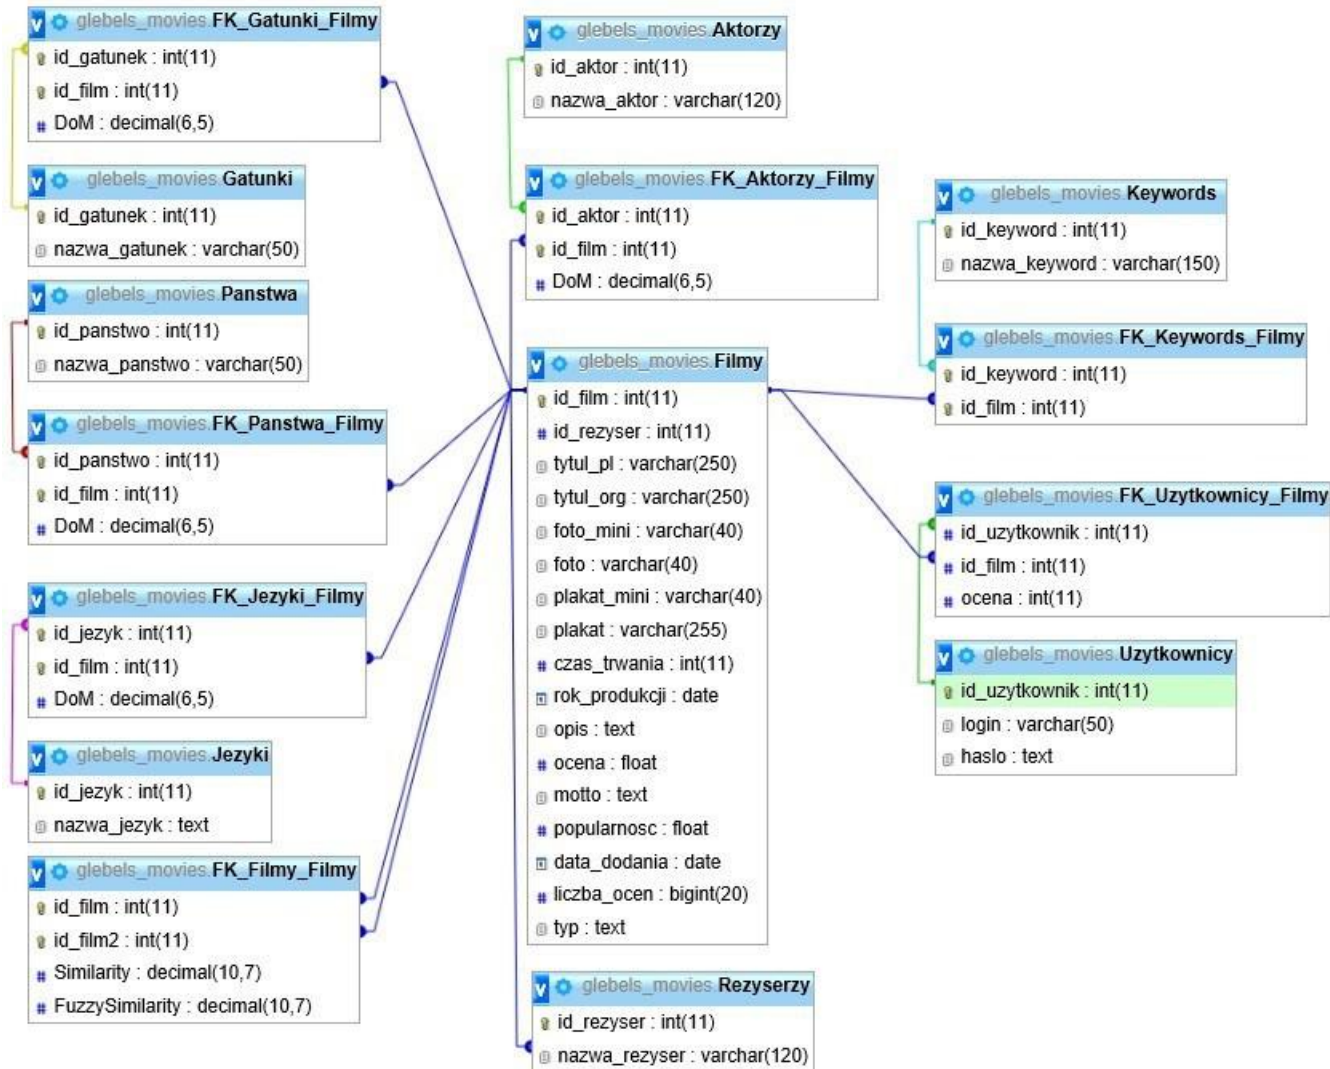 glebels_movies.FK_Gatunki_Filmy
id_gatunek : int(11)
id_film : int(11)
# DoM : decimal(6,5)
glebels_movies.Gatunki
id_gatunek : int(11)
nazwa_gatunek : varchar(50)
glebels_movies.Panstwa
id_panstwo : int(11)
nazwa_panstwo : varchar(50)
glebels_movies.FK_Panstwa_Filmy
id_panstwo : int(11)
id_film : int(11)
# DoM : decimal(6,5)
glebels_movies.FK_Jezyki_Filmy
id_jezyk : int(11)
id_film : int(11)
# DoM : decimal(6,5)
glebels_movies.Jezyki
id_jezyk : int(11)
nazwa_jezyk : text
glebels_movies.FK_Filmy_Filmy
id_film : int(11)
id_film2 : int(11)
# Similarity : decimal(10,7)
# FuzzySimilarity : decimal(10,7)
glebels_movies.Aktorzy
id_aktor : int(11)
nazwa_aktor : varchar(120)
glebels_movies.FK_Aktorzy_Filmy
id_aktor : int(11)
id_film : int(11)
# DoM : decimal(6,5)
glebels_movies.Filmy
id_film : int(11)
# id_rezyser : int(11)
tytul_pl : varchar(250)
tytul_org : varchar(250)
foto_mini : varchar(40)
foto : varchar(40)
plakat_mini : varchar(40)
plakat : varchar(255)
# czas_trwania : int(11)
rok_produkcji : date
opis : text
# ocena : float
motto : text
# popularnosc : float
data_dodania : date
# liczba_ocen : bigint(20)
typ : text
glebels_movies.Rezyserzy
id_rezyser : int(11)
nazwa_rezyser : varchar(120)
glebels_movies.Keywords
id_keyword : int(11)
nazwa_keyword : varchar(150)
glebels_movies.FK_Keywords_Filmy
id_keyword : int(11)
id_film : int(11)
glebels_movies.FK_Uzytkownicy_Filmy
# id_uzytkownik : int(11)
# id_film : int(11)
# ocena : int(11)
glebels_movies.Uzytkownicy
id_uzytkownik : int(11)
login : varchar(50)
haslo : text